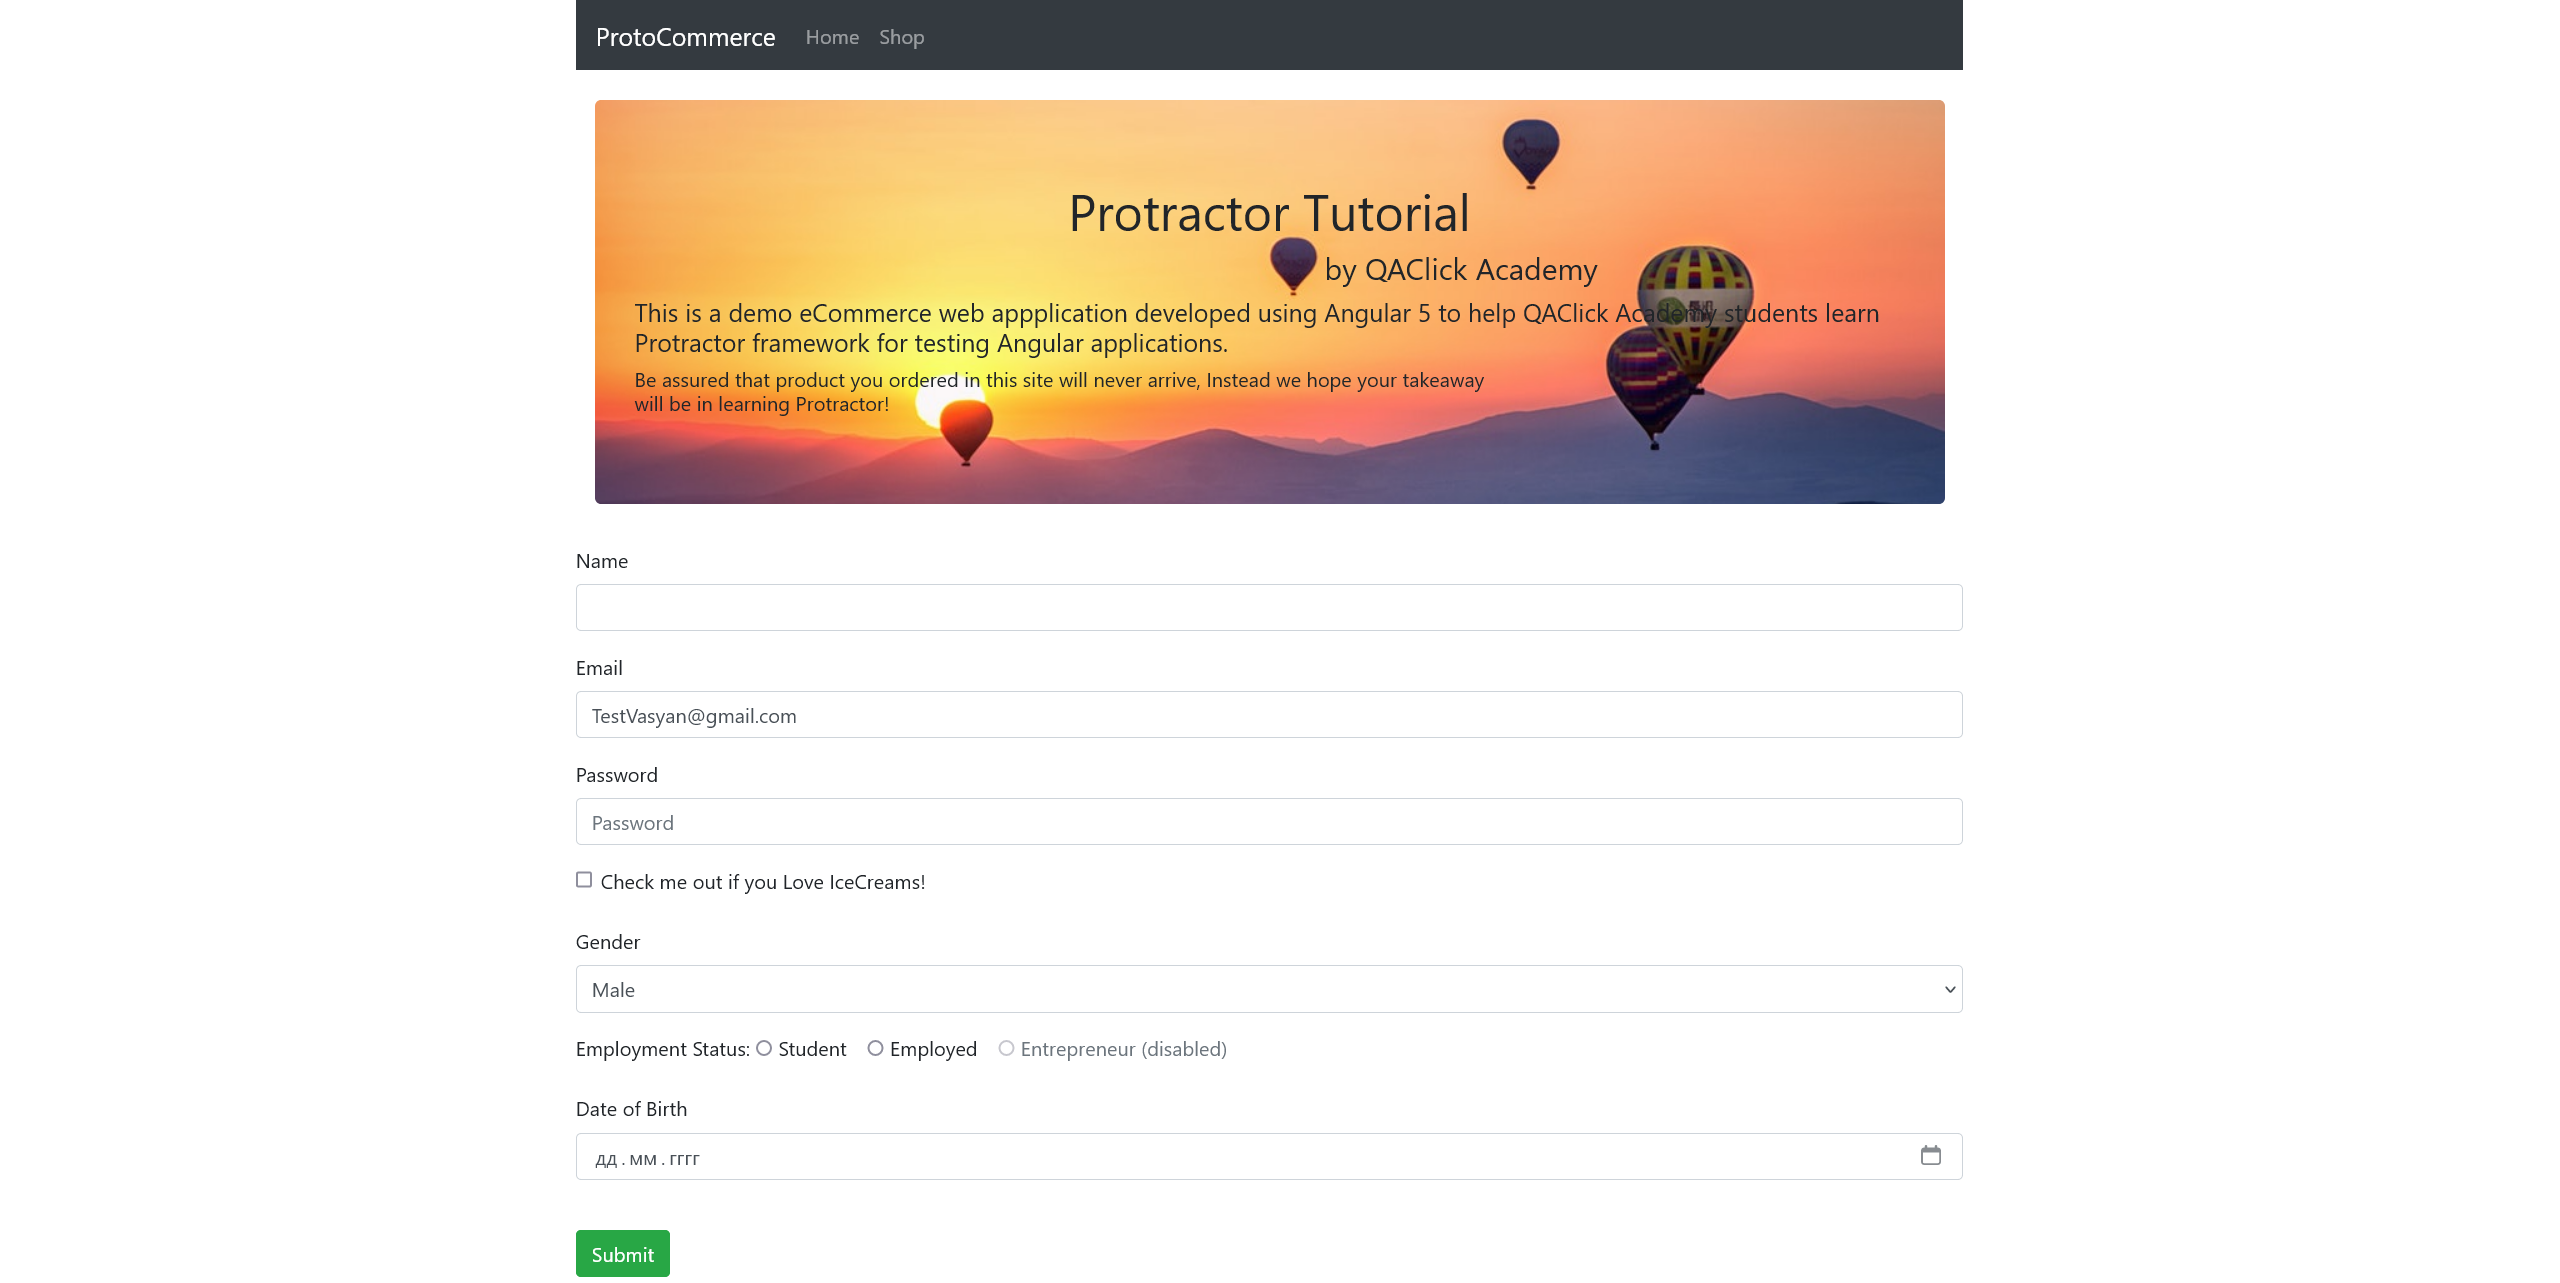 ProtoCommerce Home Shop
Protractor Tutorial
by QAClick Academy
This is a demo eCommerce web appplication developed using Angular 5 to help QAClick Academy students learn
Protractor framework for testing Angular applications.
Be assured that product you ordered in this site will never arrive, Instead we hope your takeaway
will be in learning Protractor!
Name
Email
TestVasyan@gmail.com
Password
Password
Check me out if you Love IceCreams!
Gender
Male
Employment Status: Student Employed Entrepreneur (disabled)
Date of Birth
дд . мм . гггг
Submit